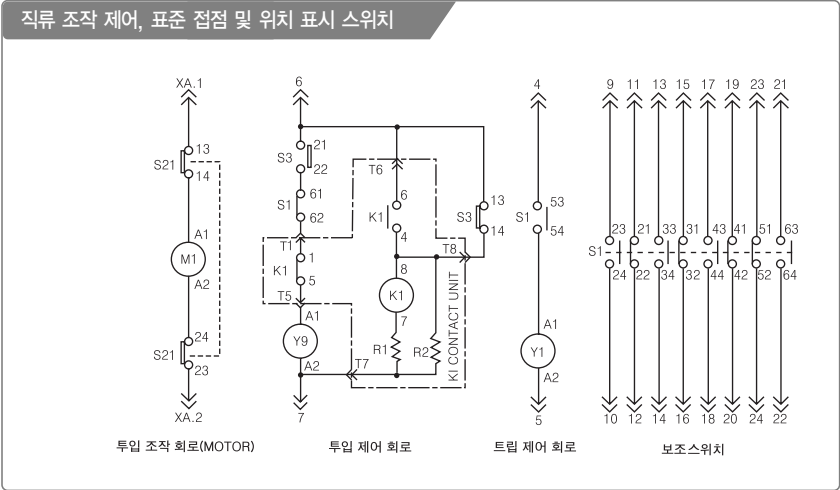 직류 조작 제어, 표준 접점 및 위치 표시 스위치
XA.1
S21
13
14
A1
M1
A2
S21
24
23
XA.2
투입 조작 회로(MOTOR)
6
S3
21
22
S1
61
62
T1
K1
1
5
T5
A1
Y9
A2
7
T6
K1
6
4
8
K1
7
R1
R2
T7
T8
KI CONTACT UNIT
S3
13
14
투입 제어 회로
4
S1
53
54
A1
Y1
A2
5
트립 제어 회로
9 11 13 15 17 19 23 21
S1
23 21 33 31 43 41 51 63
24 22 34 32 44 42 52 64
10 12 14 16 18 20 24 22
보조스위치